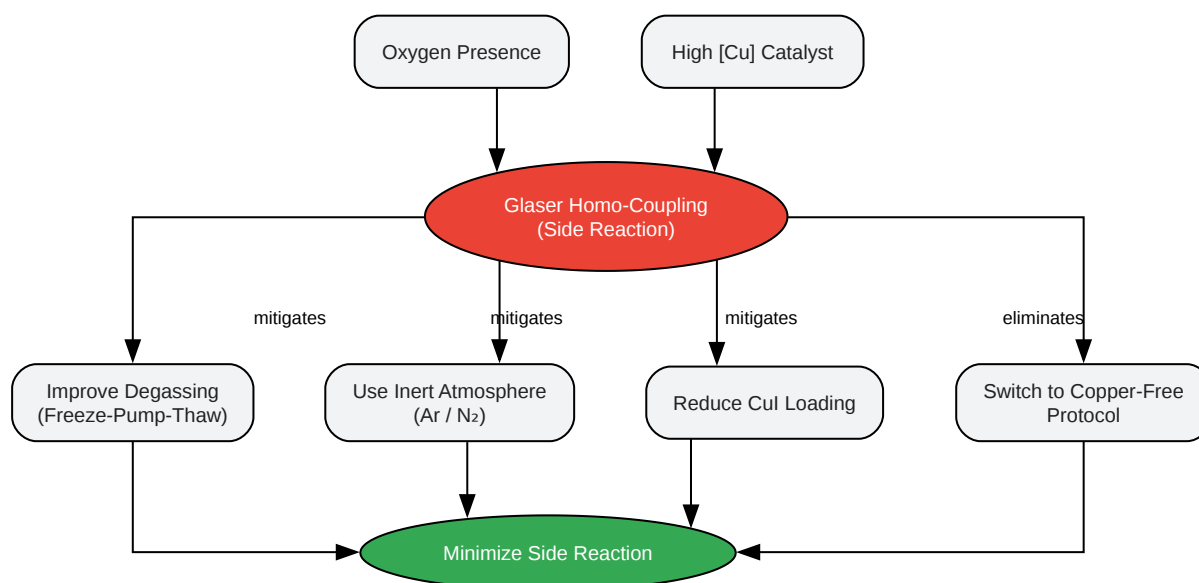 Oxygen Presence
High [Cu] Catalyst
Glaser Homo-Coupling
(Side Reaction)
mitigates
mitigates
mitigates
eliminates
Improve Degassing
(Freeze-Pump-Thaw)
Use Inert Atmosphere
(Ar / N₂)
Reduce CuI Loading
Switch to Copper-Free
Protocol
Minimize Side Reaction